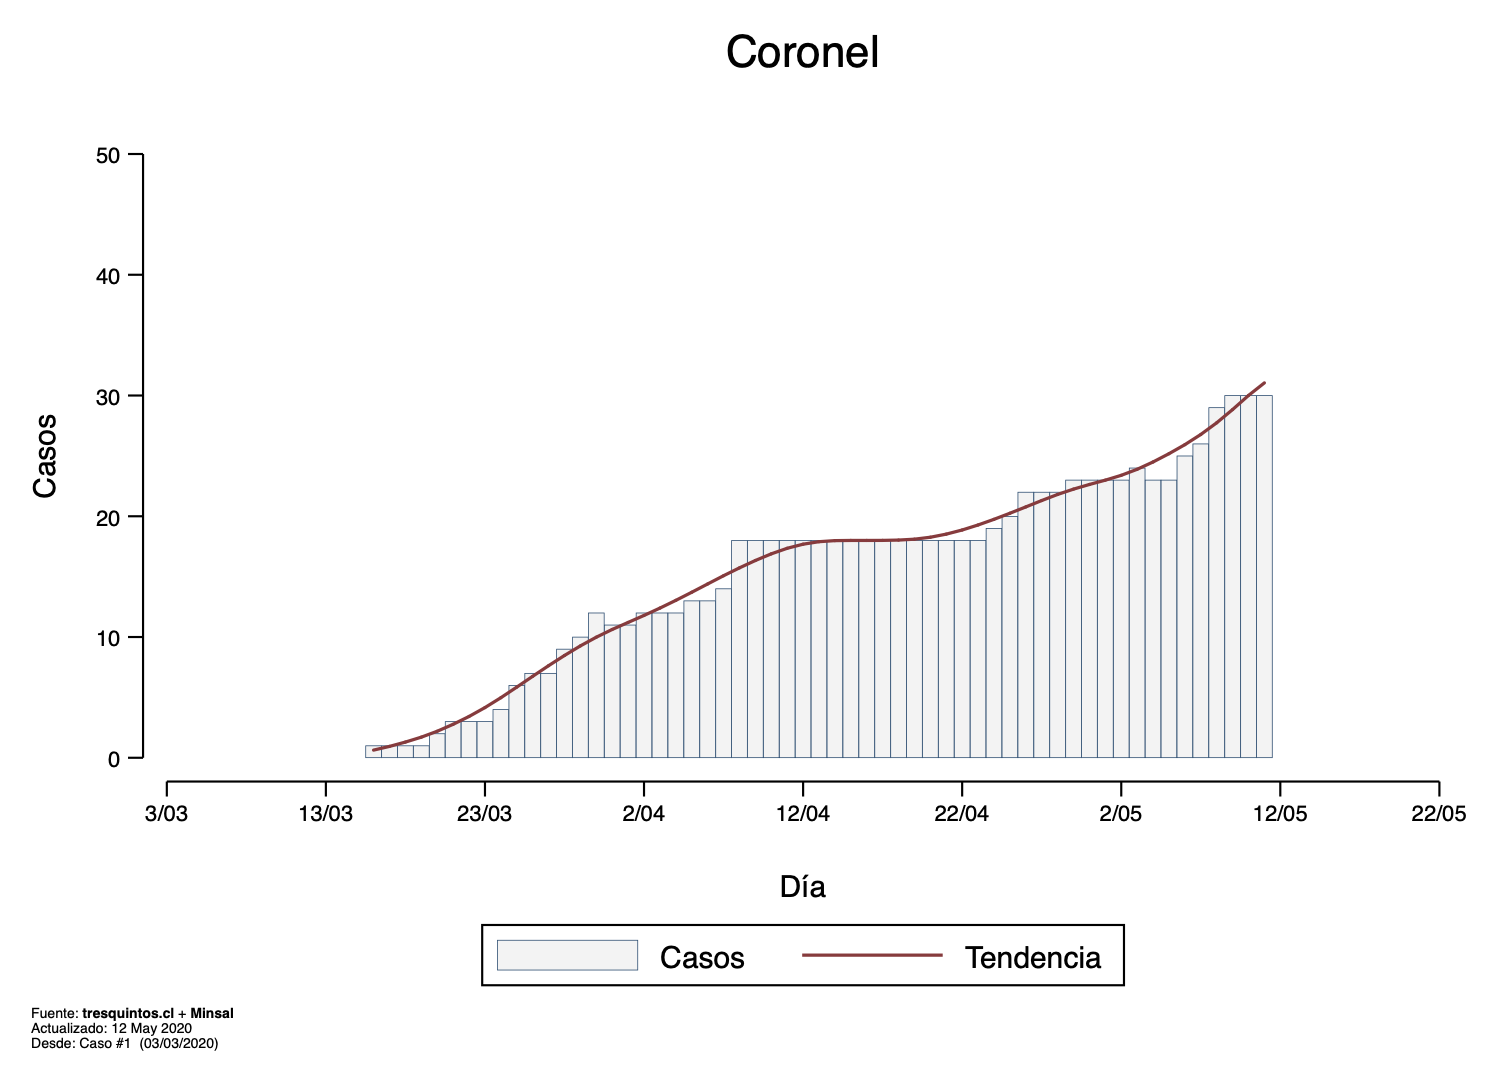 Coronel
50
40
30
20
10
0
Casos
3/03 13/03 23/03 2/04 12/04 22/04 2/05 12/05 22/05
Día
Casos Tendencia
Fuente: tresquintos.cl + Minsal
Actualizado: 12 May 2020
Desde: Caso #1 (03/03/2020)